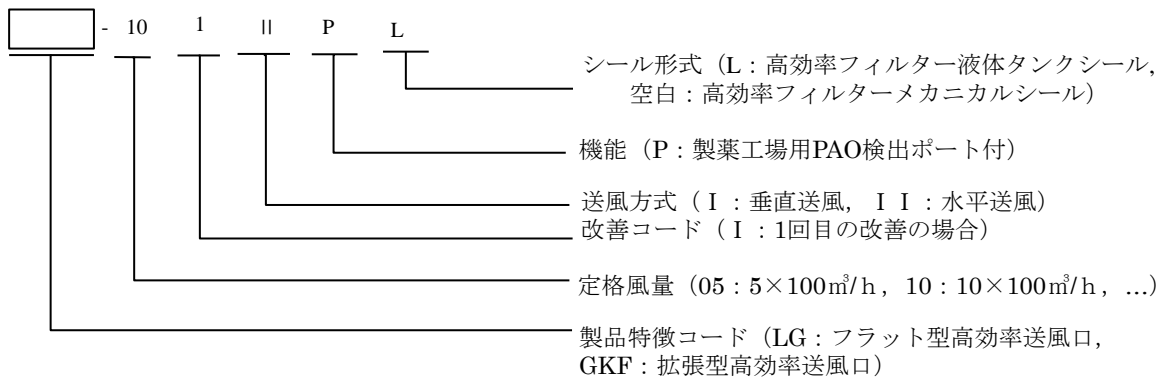 - 10 1 II P L
シール形式（L：高効率フィルター液体タンクシール,
空白：高効率フィルターメカニカルシール）
機能（P：製薬工場用PAO検出ポート付）
送風方式（Ｉ：垂直送風, ＩＩ：水平送風）
改善コード（Ｉ：1回目の改善の場合）
定格風量（05：5×100㎥/ｈ, 10：10×100㎥/ｈ, …）
製品特徴コード（LG：フラット型高効率送風口,
GKF：拡張型高効率送風口）